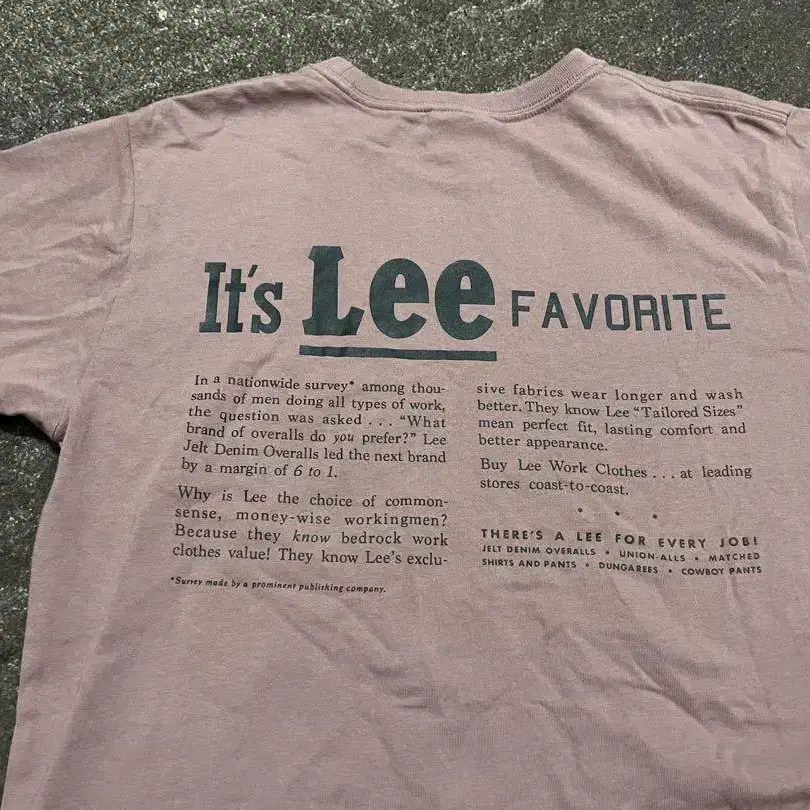 It's Lee FAVORITE
In a nationwide survey* among thou-
sands of men doing all types of work,
the question was asked . . . "What
brand of overalls do you prefer?" Lee
Jelt Denim Overalls led the next brand
by a margin of 6 to 1.
Why is Lee the choice of common-
sense, money-wise workingmen?
Because they know bedrock work
clothes value! They know Lee's exclu-
*Survey made by a prominent publishing company.
sive fabrics wear longer and wash
better. They know Lee "Tailored Sizes"
mean perfect fit, lasting comfort and
better appearance.
Buy Lee Work Clothes . . . at leading
stores coast-to-coast.
• • •
THERE'S A LEE FOR EVERY JOB!
JELT DENIM OVERALLS • UNION-ALLS • MATCHED
SHIRTS AND PANTS • DUNGAREES • COWBOY PANTS